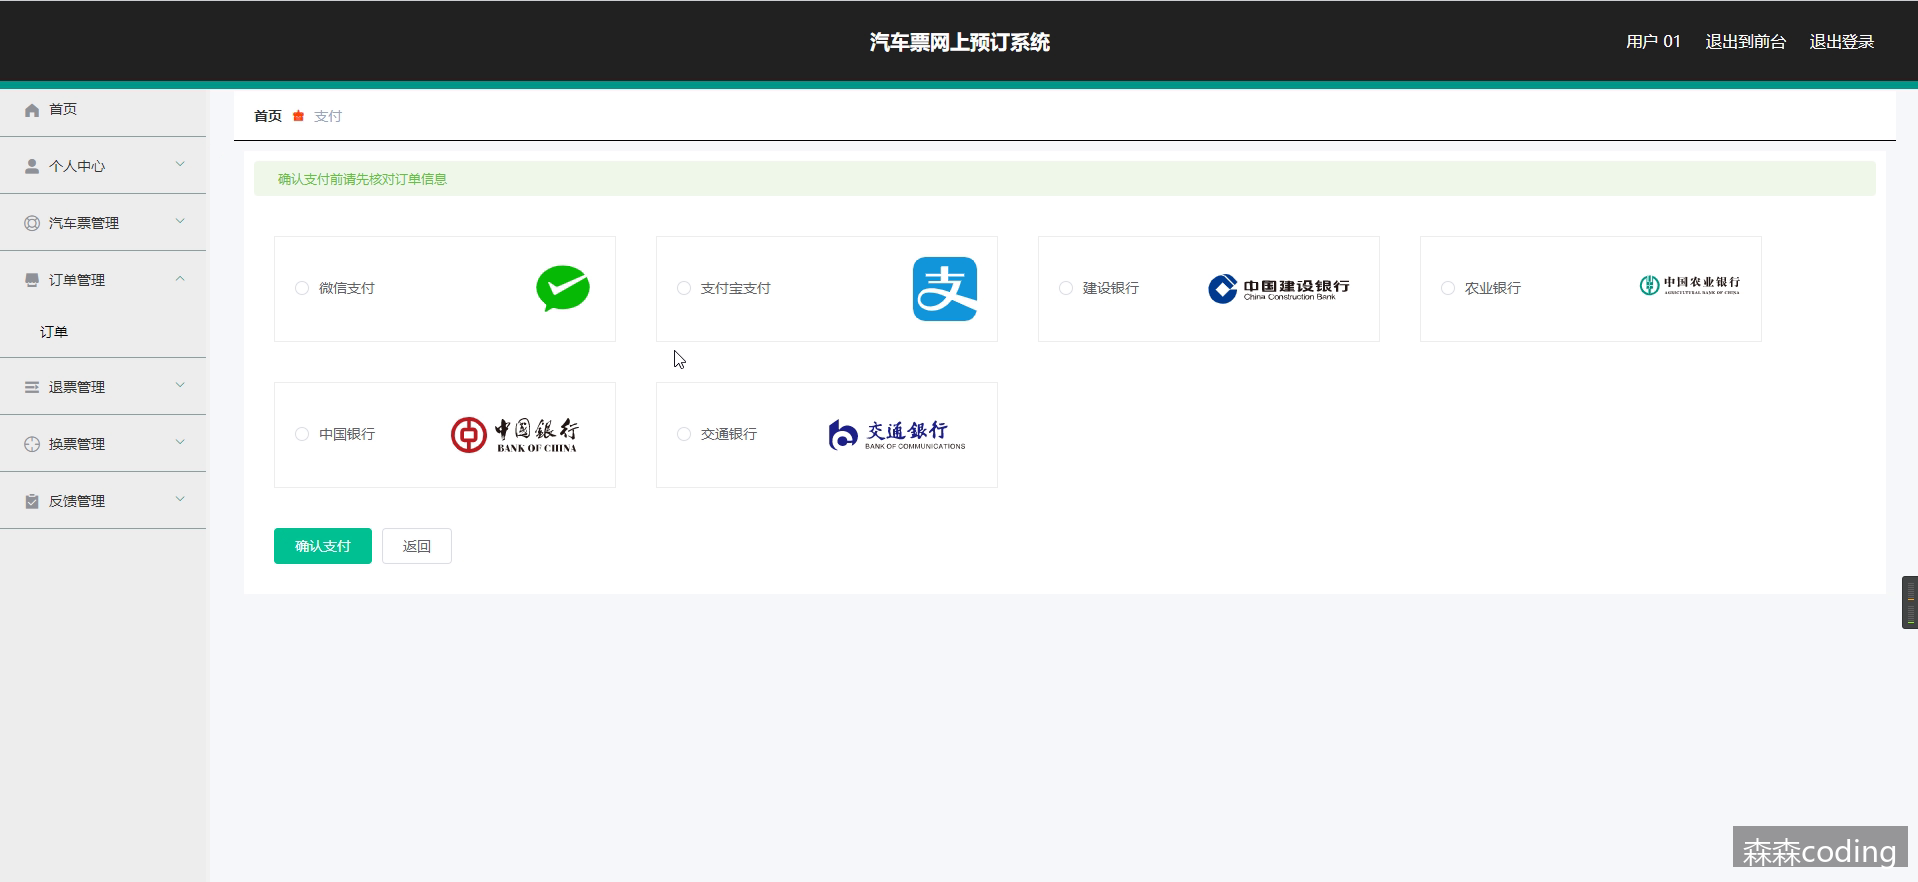 汽车票网上预订系统
用户 01 退出到前台 退出登录
首页
个人中心
汽车票管理
订单管理
订单
退票管理
换票管理
反馈管理
首页 支付
确认支付前请先核对订单信息
微信支付
支付宝支付
支
建设银行
中国建设银行
China Construction Bank
农业银行
中国农业银行
AGRICULTURAL BANK OF CHINA
中国银行
中国銀行
BANK OF CHINA
交通银行
交通銀行
BANK OF COMMUNICATIONS
确认支付 返回
森森coding